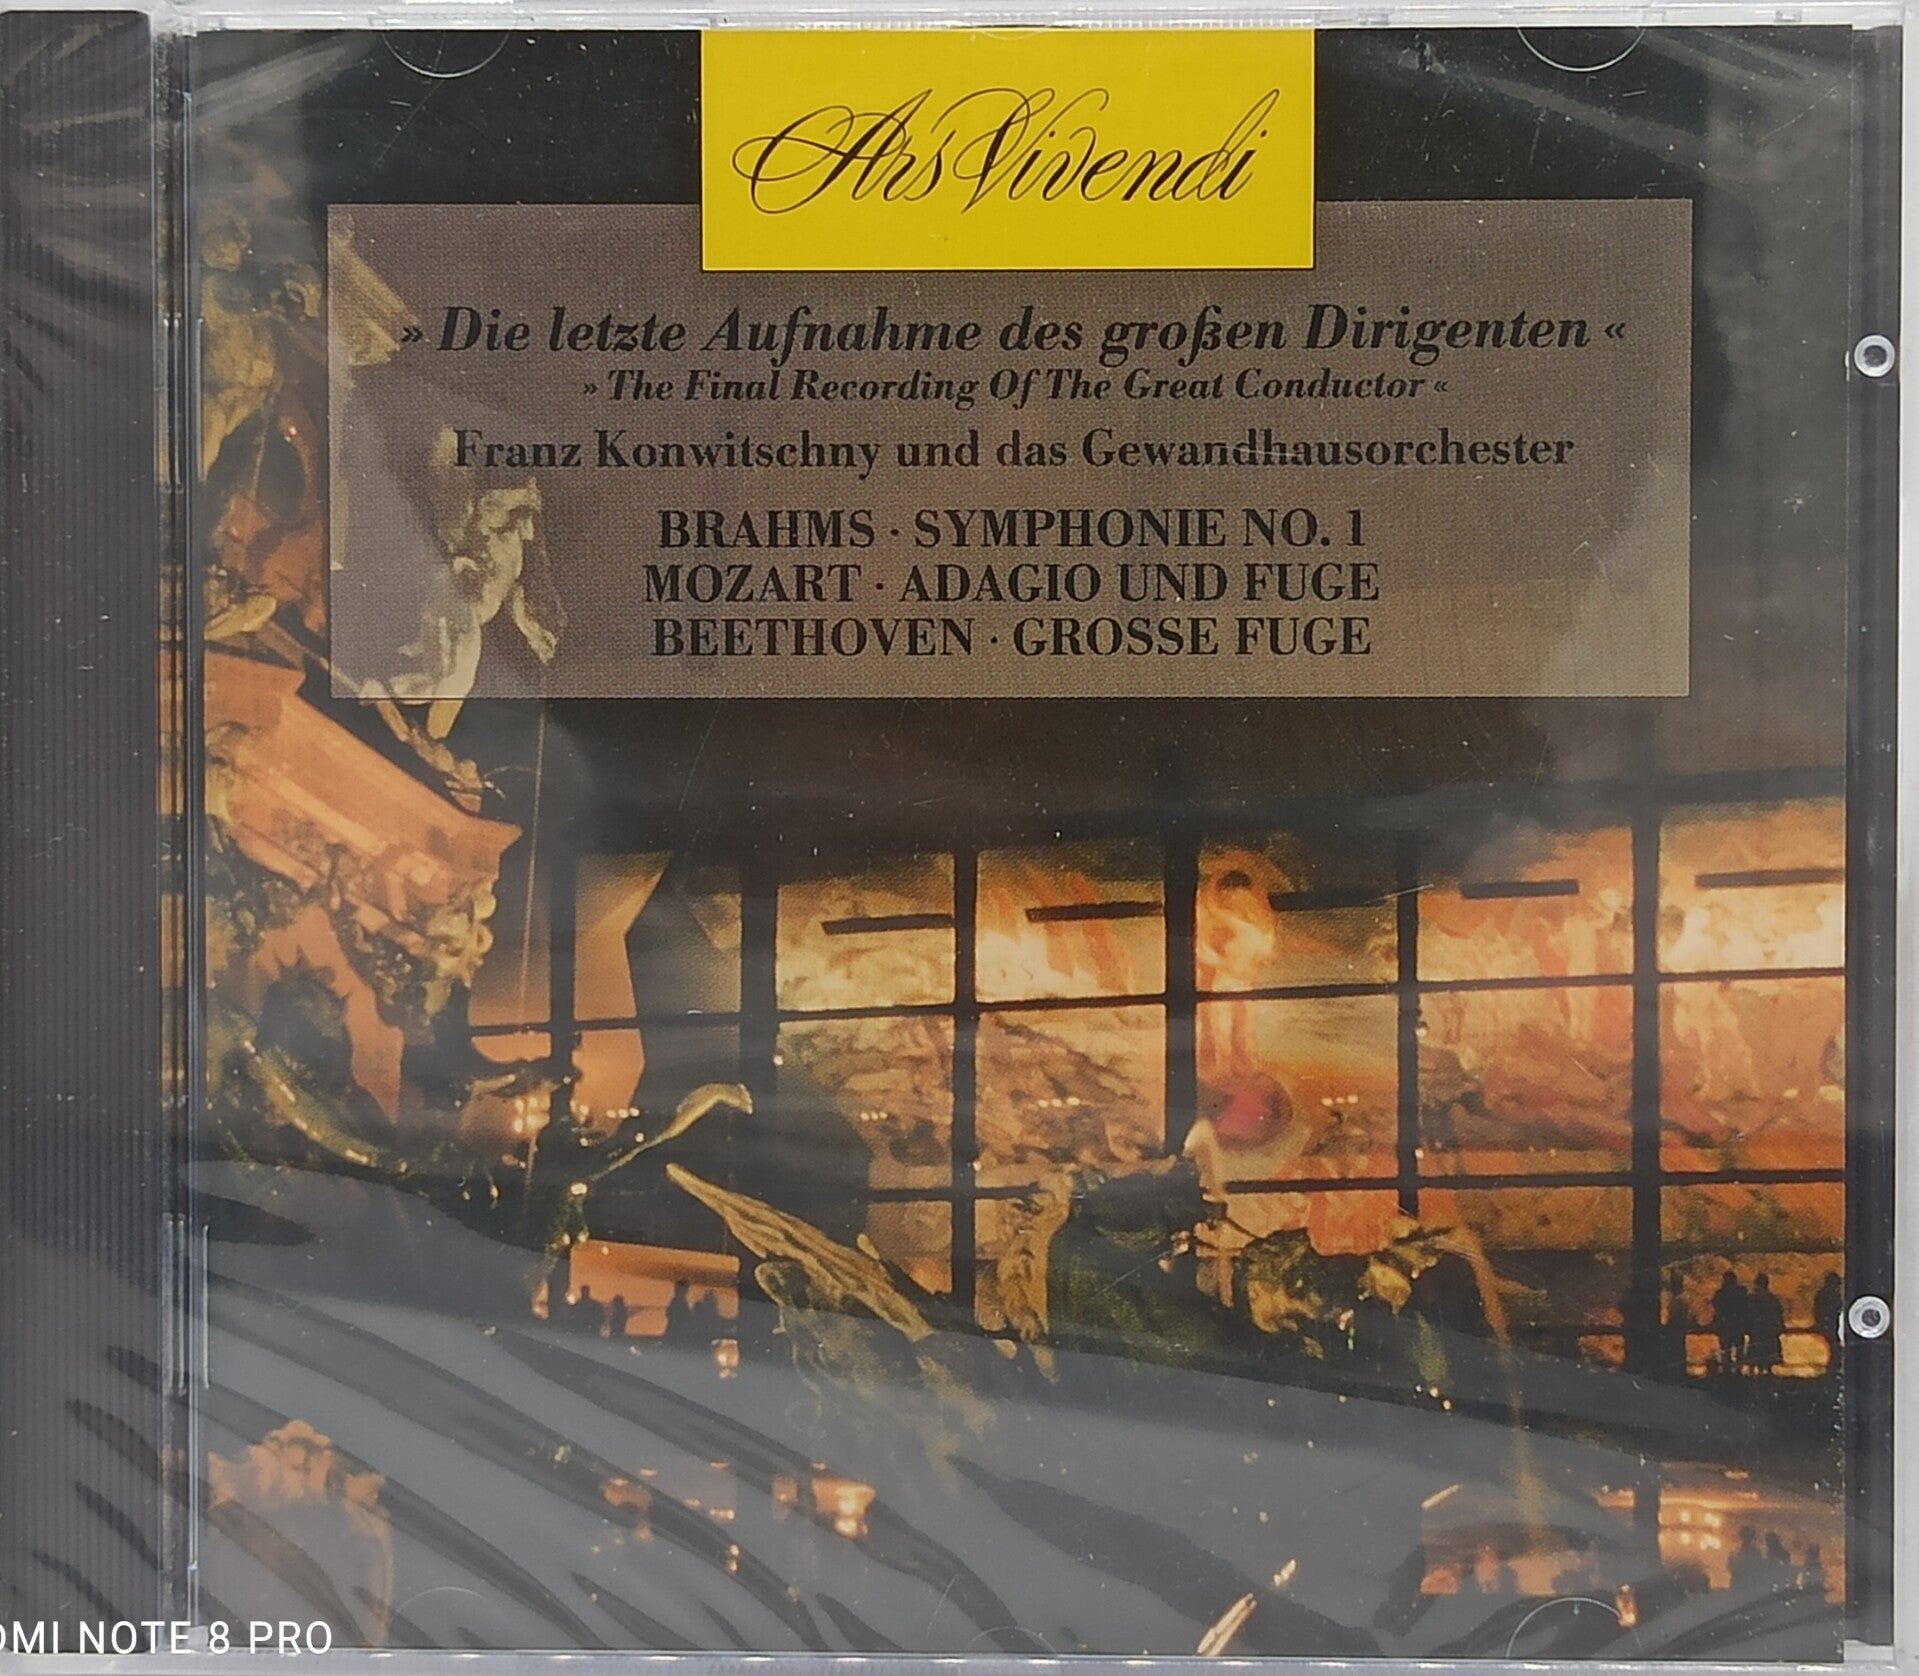 Ars Vivendi
» Die letzte Aufnahme des großen Dirigenten «
» The Final Recording Of The Great Conductor «
Franz Konwitschny und das Gewandhausorchester
BRAHMS · SYMPHONIE NO. 1
MOZART · ADAGIO UND FUGE
BEETHOVEN · GROSSE FUGE
OMI NOTE 8 PRO